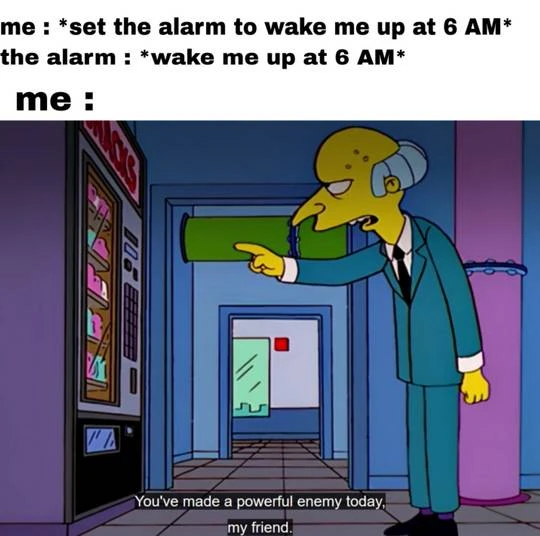 me : *set the alarm to wake me up at 6 AM*
the alarm : *wake me up at 6 AM*
me :
SNACKS
You've made a powerful enemy today,
my friend.